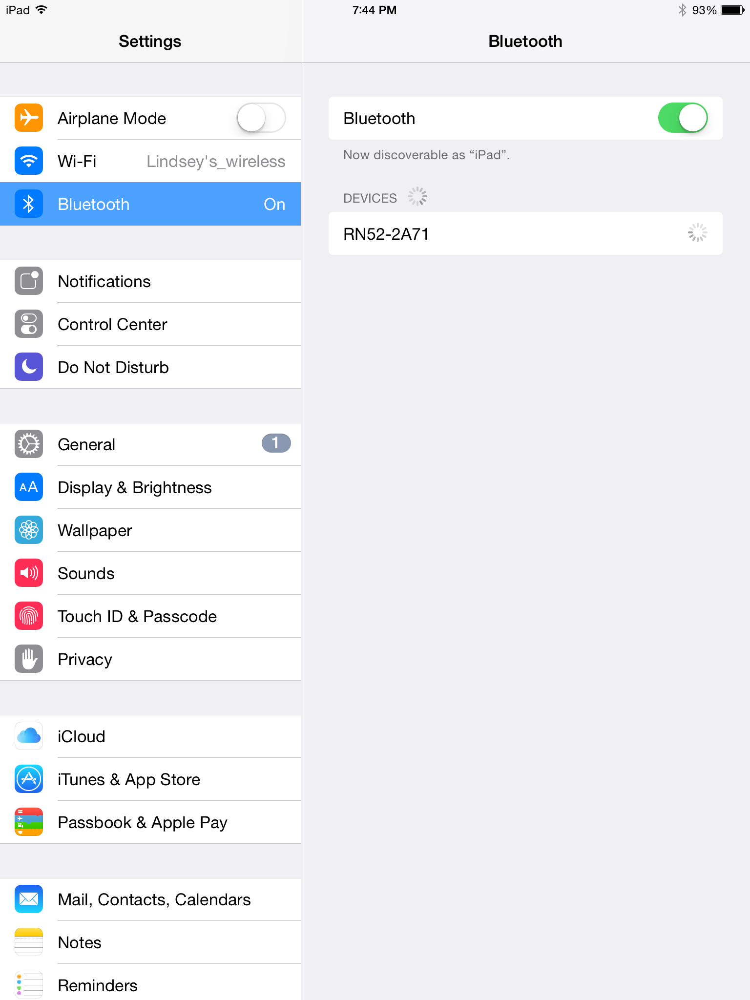 iPad
7:44 PM
93%
Settings
Bluetooth
Airplane Mode
Wi-Fi Lindsey's_wireless
Bluetooth On
Notifications
Control Center
Do Not Disturb
General 1
AA Display & Brightness
Wallpaper
Sounds
Touch ID & Passcode
Privacy
iCloud
iTunes & App Store
Passbook & Apple Pay
Mail, Contacts, Calendars
Notes
Reminders
Bluetooth
Now discoverable as “iPad”.
DEVICES
RN52-2A71